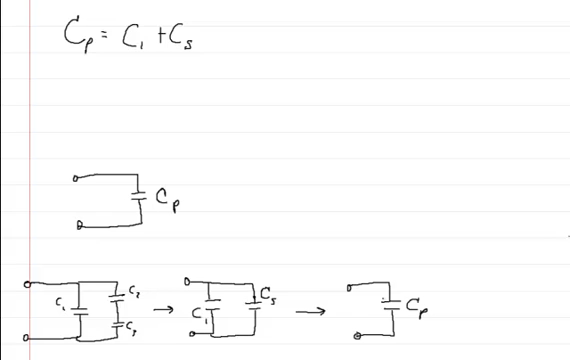 Cp = C1 + Cs
Cp
C1 C2 → C1 Cs → Cp
C3